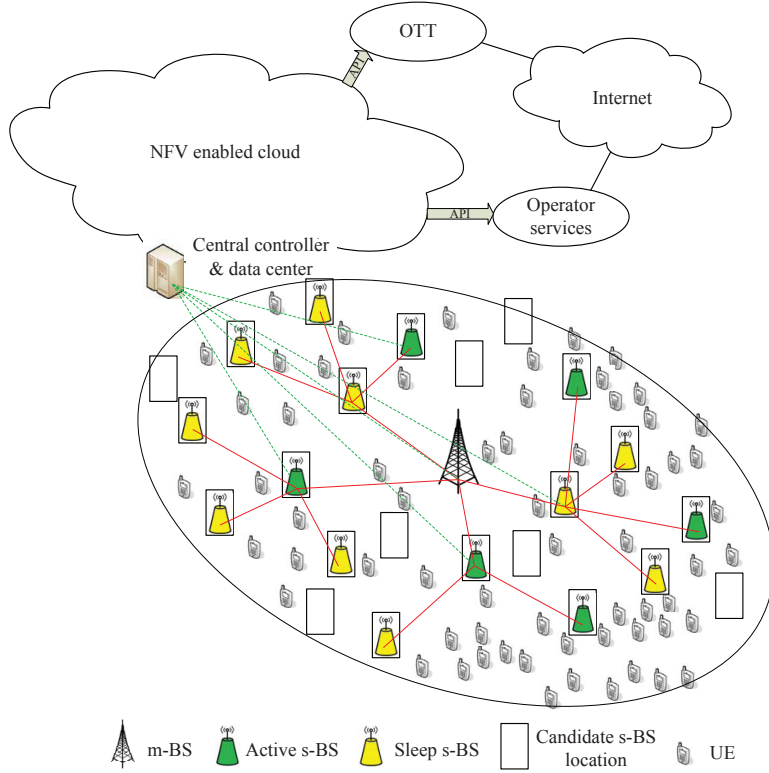 OTT
API
Internet
NFV enabled cloud
API
Operator
services
Central controller
& data center
m-BS
Active s-BS
Sleep s-BS
Candidate s-BS
location
UE